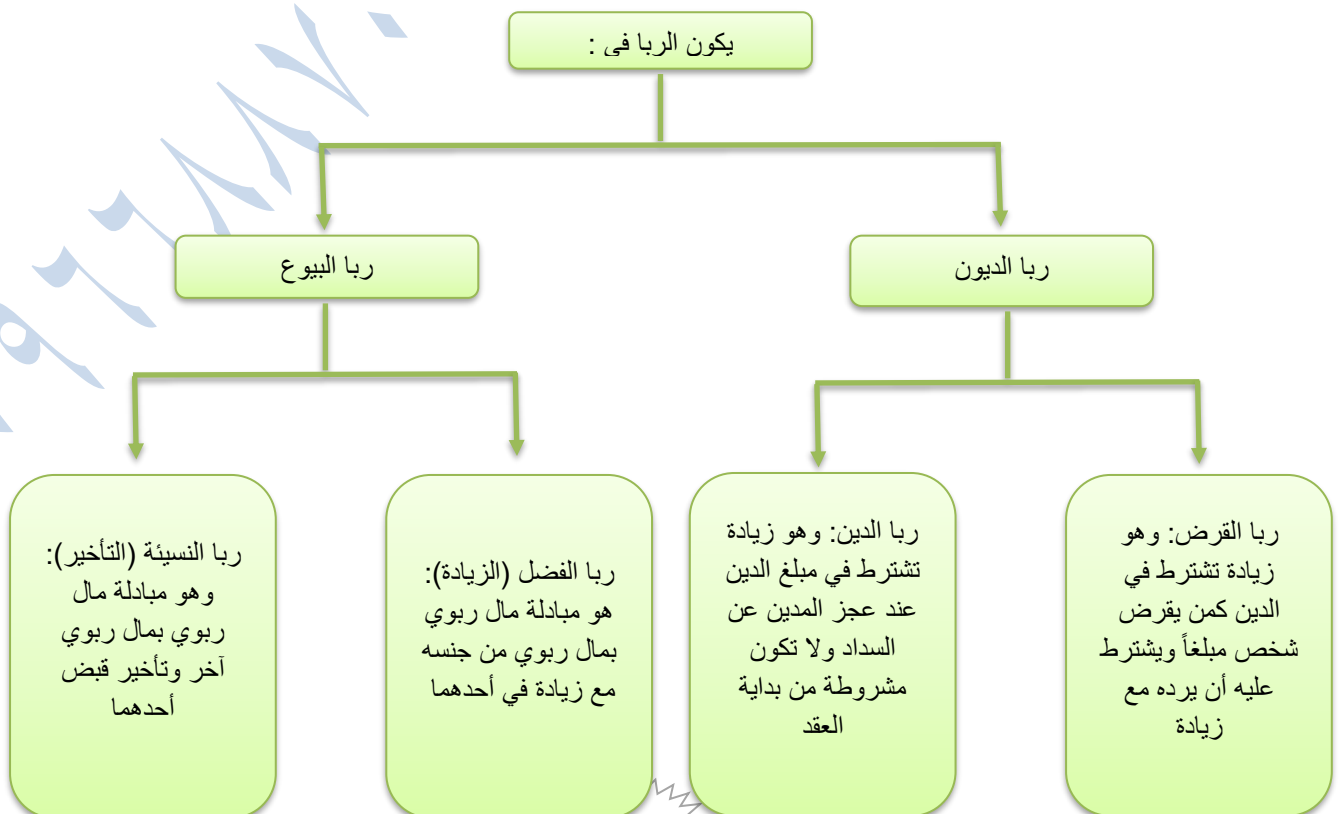 يكون الربا في :
ربا الديون
ربا البيوع
ربا القرض: وهو
زيادة تشترط في
الدين كمن يقرض
شخص مبلغاً ويشترط
عليه أن يرده مع
زيادة
ربا الدين: وهو زيادة
تشترط في مبلغ الدين
عند عجز المدين عن
السداد ولا تكون
مشروطة من بداية
العقد
ربا الفضل (الزيادة):
هو مبادلة مال ربوي
بمال ربوي من جنسه
مع زيادة في أحدهما
ربا النسيئة (التأخير):
وهو مبادلة مال
ربوي بمال ربوي
آخر وتأخير قبض
أحدهما